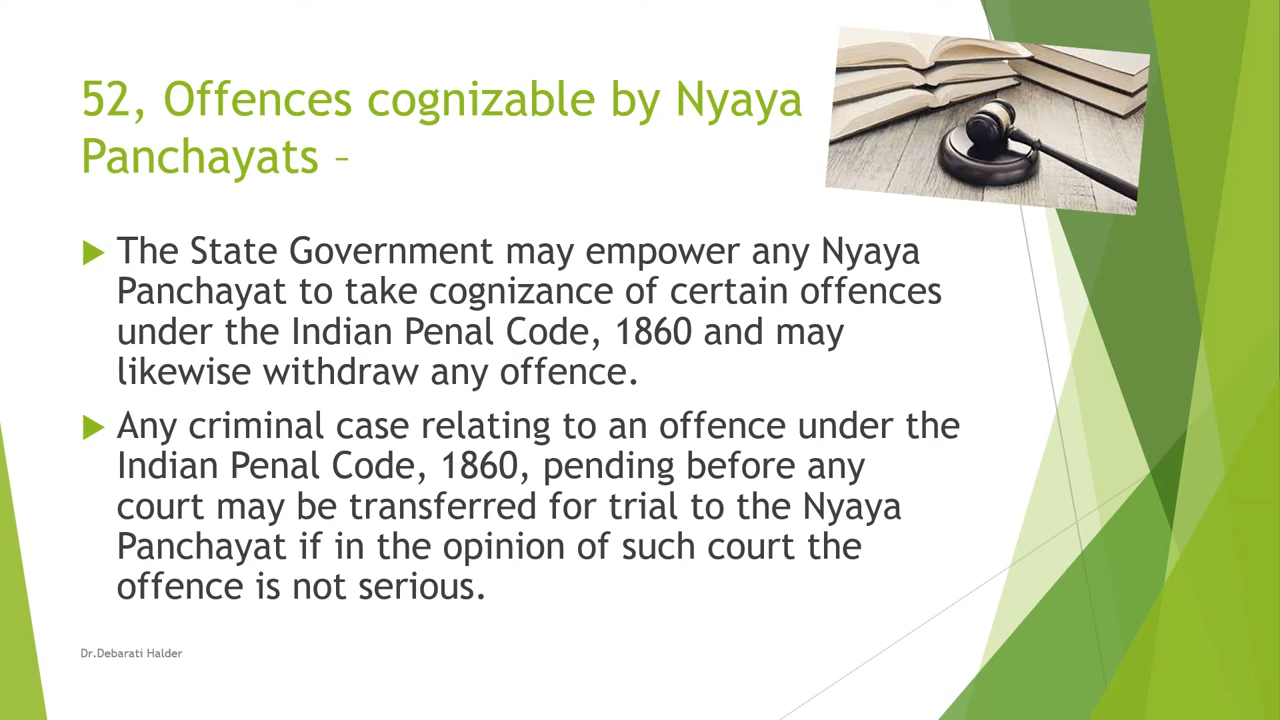 52, Offences cognizable by Nyaya
Panchayats –
The State Government may empower any Nyaya
Panchayat to take cognizance of certain offences
under the Indian Penal Code, 1860 and may
likewise withdraw any offence.
Any criminal case relating to an offence under the
Indian Penal Code, 1860, pending before any
court may be transferred for trial to the Nyaya
Panchayat if in the opinion of such court the
offence is not serious.
Dr.Debarati Halder